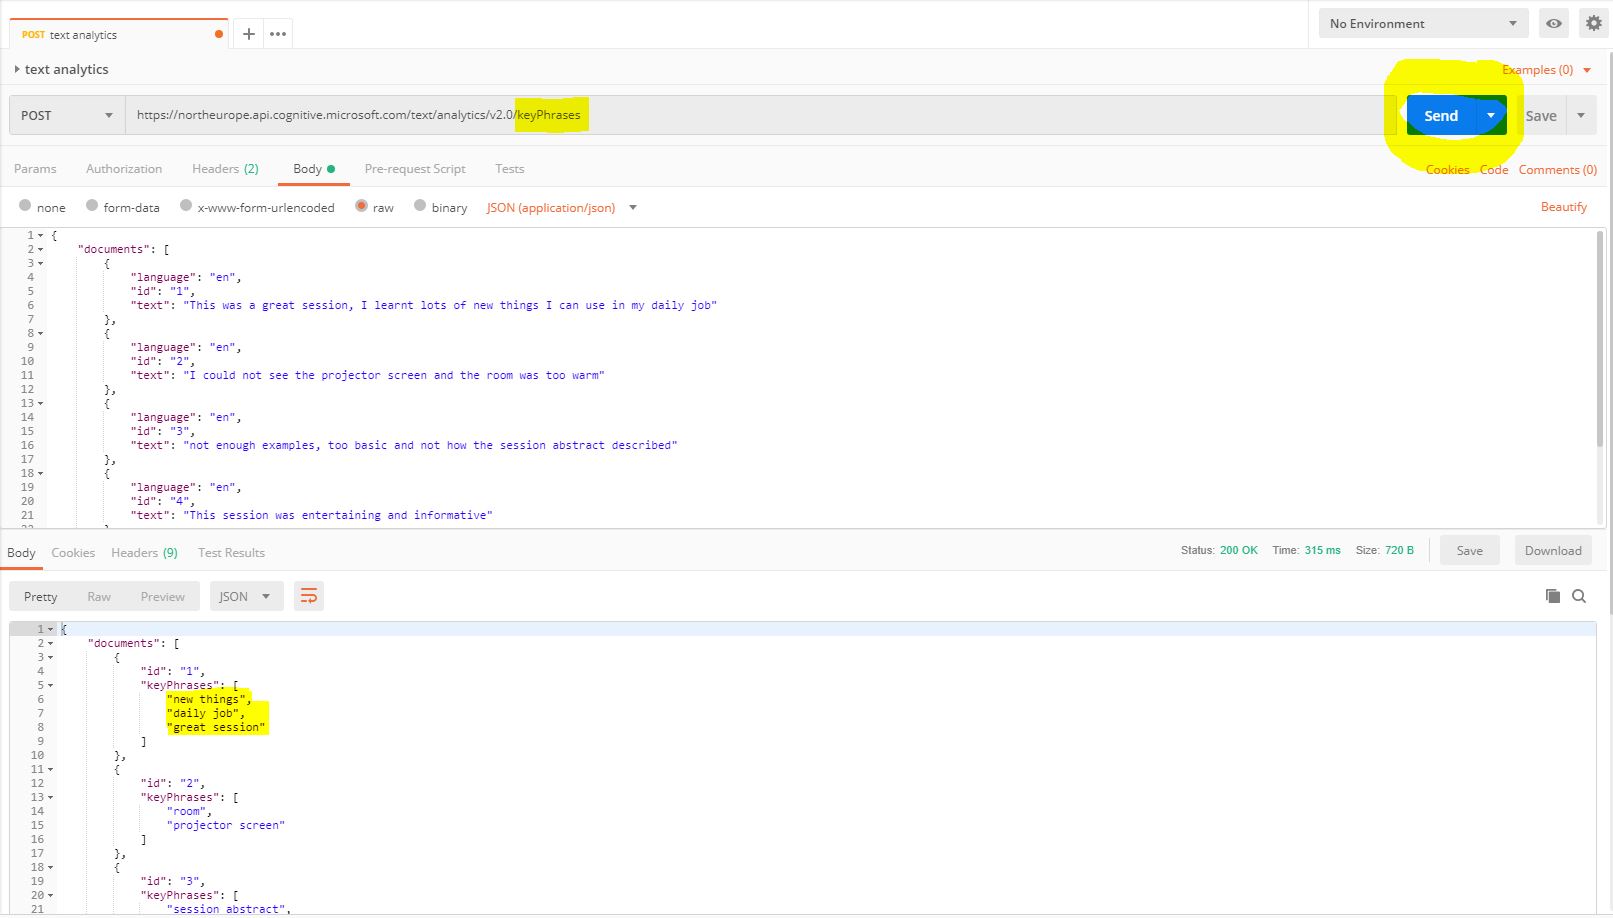 POST text analytics
No Environment
text analytics
Examples (0)
POST
https://northeurope.api.cognitive.microsoft.com/text/analytics/v2.0/keyPhrases
Send
Save
Params Authorization Headers (2) Body Pre-request Script Tests
Cookies Code Comments (0)
none form-data x-www-form-urlencoded raw binary JSON (application/json)
Beautify
1 {
2 "documents": [
3 {
4 "language": "en",
5 "id": "1",
6 "text": "This was a great session, I learnt lots of new things I can use in my daily job"
7 },
8 {
9 "language": "en",
10 "id": "2",
11 "text": "I could not see the projector screen and the room was too warm"
12 },
13 {
14 "language": "en",
15 "id": "3",
16 "text": "not enough examples, too basic and not how the session abstract described"
17 },
18 {
19 "language": "en",
20 "id": "4",
21 "text": "This session was entertaining and informative"
Body Cookies Headers (9) Test Results
Status: 200 OK Time: 315 ms Size: 720 B
Save
Download
Pretty Raw Preview JSON
1 {
2 "documents": [
3 {
4 "id": "1",
5 "keyPhrases": [
6 "new things",
7 "daily job",
8 "great session"
9 ]
10 },
11 {
12 "id": "2",
13 "keyPhrases": [
14 "room",
15 "projector screen"
16 ]
17 },
18 {
19 "id": "3",
20 "keyPhrases": [
21 "session abstract",